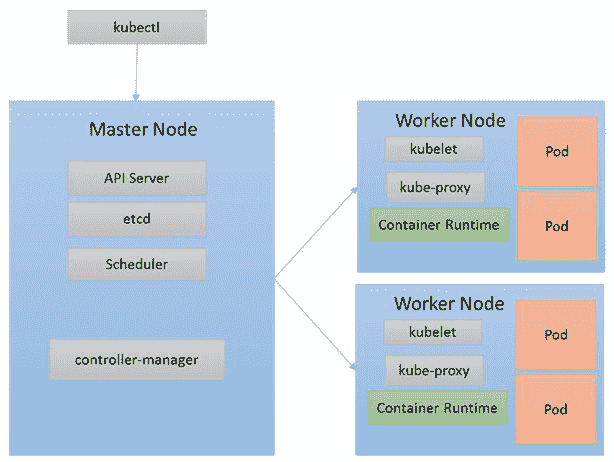 kubectl
Master Node
API Server
etcd
Scheduler
controller-manager
Worker Node
kubelet
kube-proxy
Container Runtime
Pod
Pod
Worker Node
kubelet
kube-proxy
Container Runtime
Pod
Pod